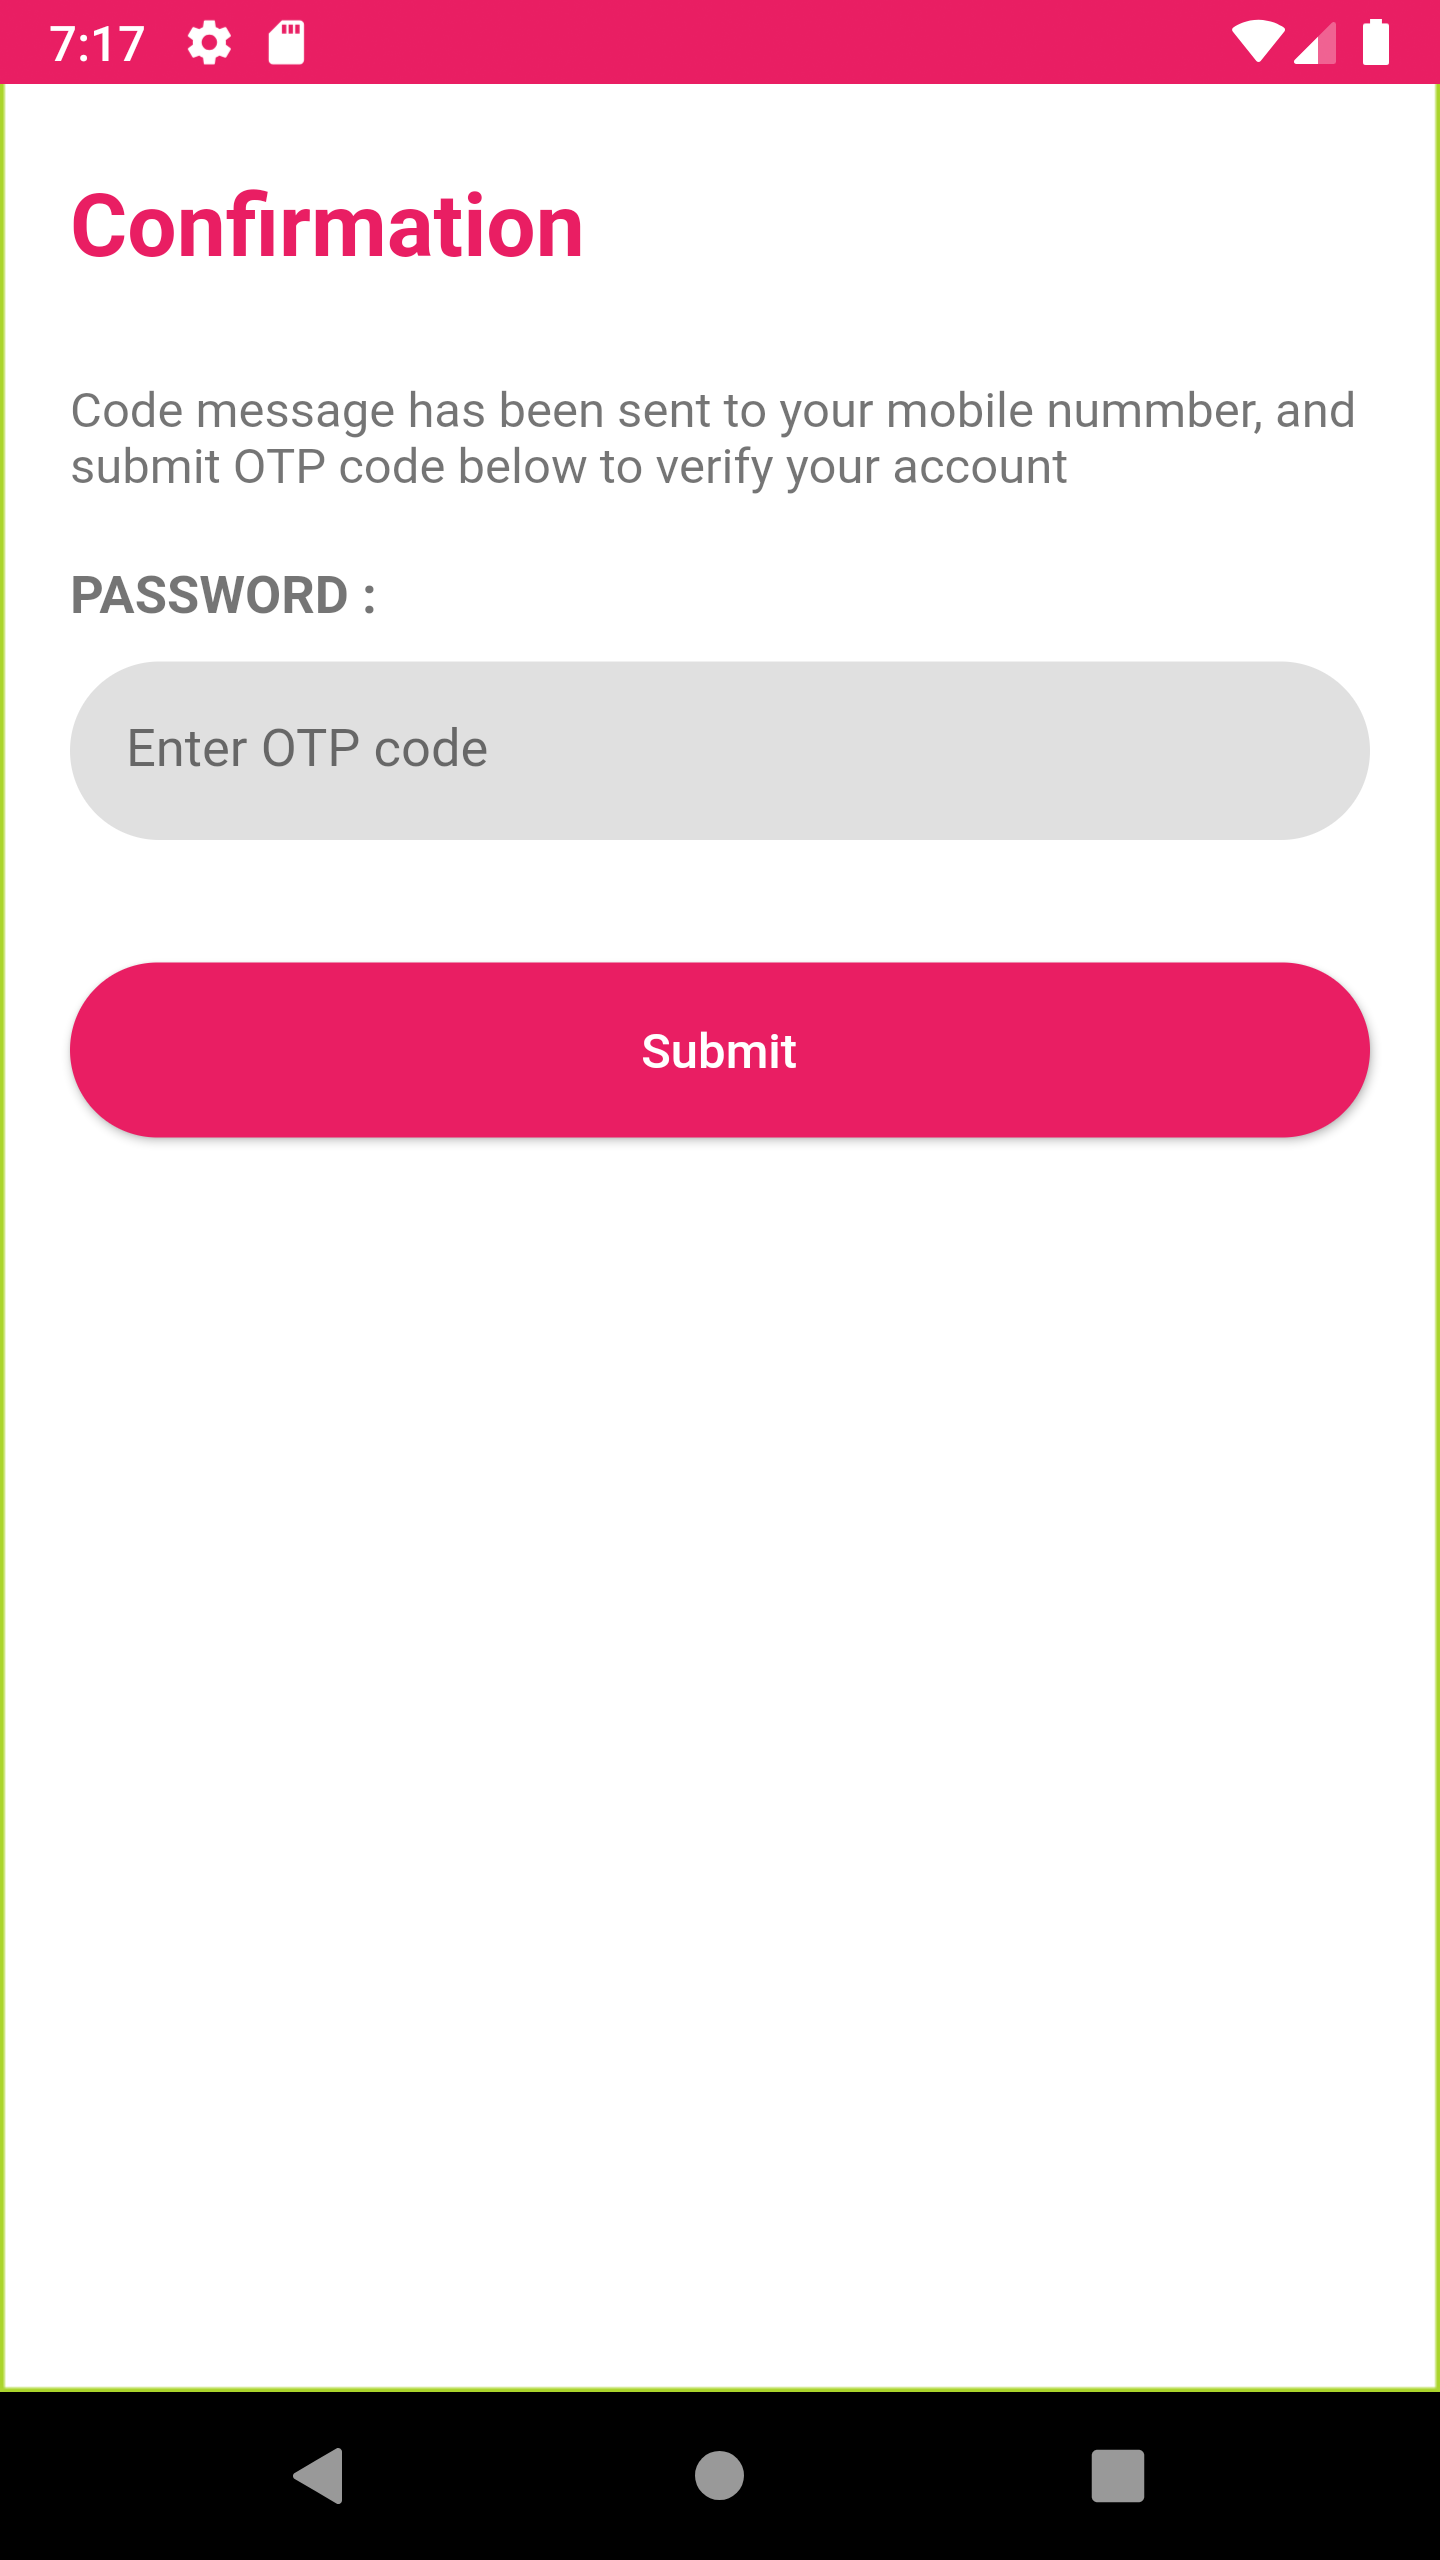 7:17
Confirmation
Code message has been sent to your mobile nummber, and
submit OTP code below to verify your account
PASSWORD :
Enter OTP code
Submit